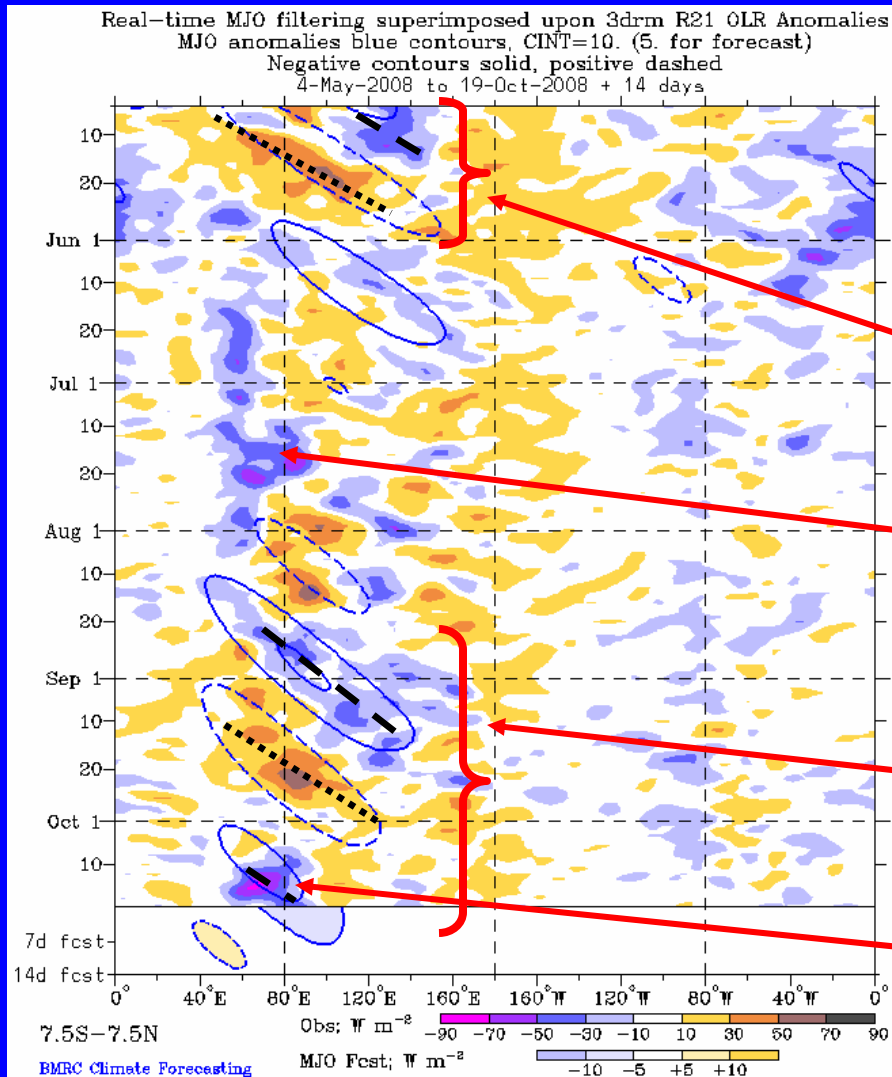 Real-time MJO filtering superimposed upon 3drm R21 OLR Anomalies
MJO anomalies blue contours, CINT=10. (5. for forecast)
Negative contours solid, positive dashed
4-May-2008 to 19-Oct-2008 + 14 days
10
20
Jun 1
10
20
Jul 1
10
20
Aug 1
10
20
Sep 1
10
20
Oct 1
10
7d fcst
14d fcst
0° 40°E 80°E 120°E 160°E 160°W 120°W 80°W 40°W 0°
7.5S-7.5N
Obs; W m⁻² -90 -70 -50 -30 -10 10 30 50 70 90
BMRC Climate Forecasting
MJO Fcst; W m⁻² -10 -5 +5 +10